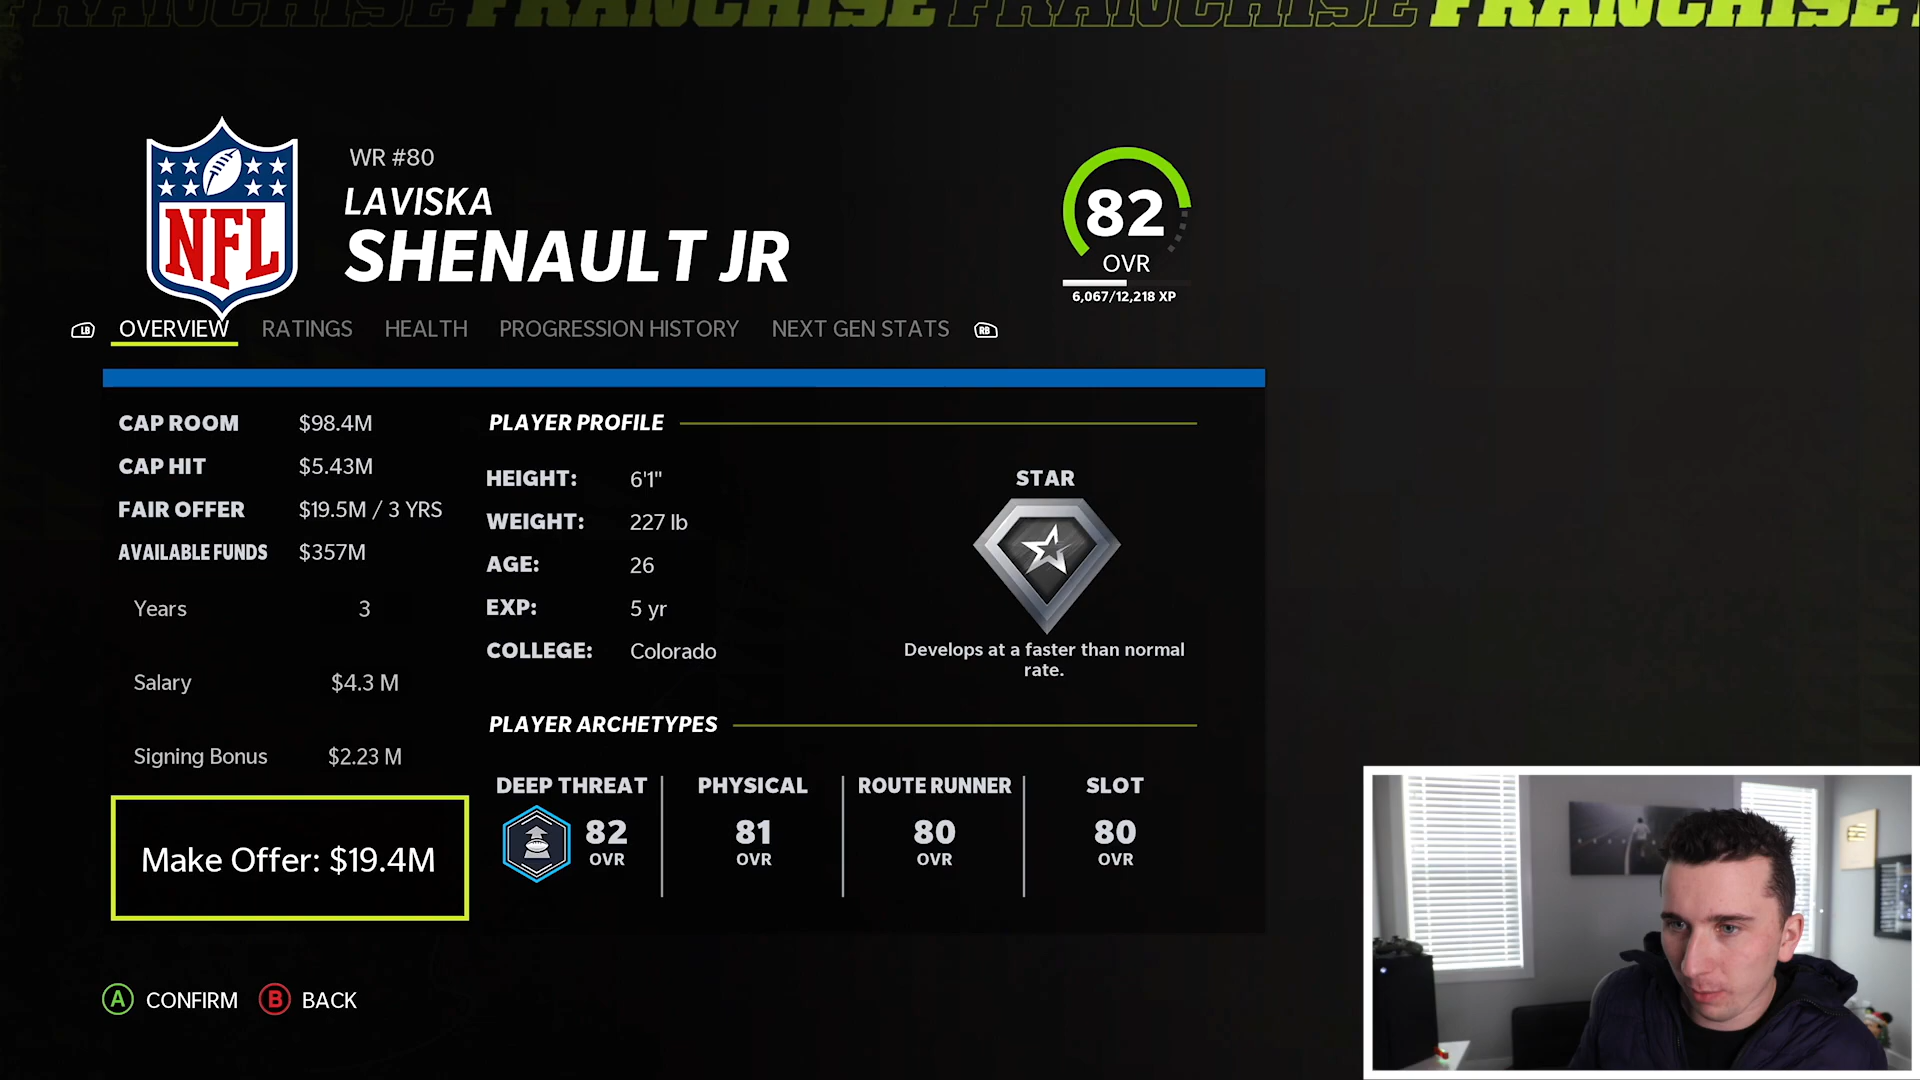 FRANCHISE FRANCHISE FRANCHISE FRANCHISE
NFL
WR #80
LAVISKA
SHENAULT JR
82
OVR
6,067/12,218 XP
LB OVERVIEW RATINGS HEALTH PROGRESSION HISTORY NEXT GEN STATS RB
CAP ROOM $98.4M
CAP HIT $5.43M
FAIR OFFER $19.5M / 3 YRS
AVAILABLE FUNDS $357M
Years 3
Salary $4.3 M
Signing Bonus $2.23 M
Make Offer: $19.4M
PLAYER PROFILE
HEIGHT: 6'1"
WEIGHT: 227 lb
AGE: 26
EXP: 5 yr
COLLEGE: Colorado
STAR
Develops at a faster than normal
rate.
PLAYER ARCHETYPES
DEEP THREAT PHYSICAL ROUTE RUNNER SLOT
82 81 80 80
OVR OVR OVR OVR
A CONFIRM B BACK